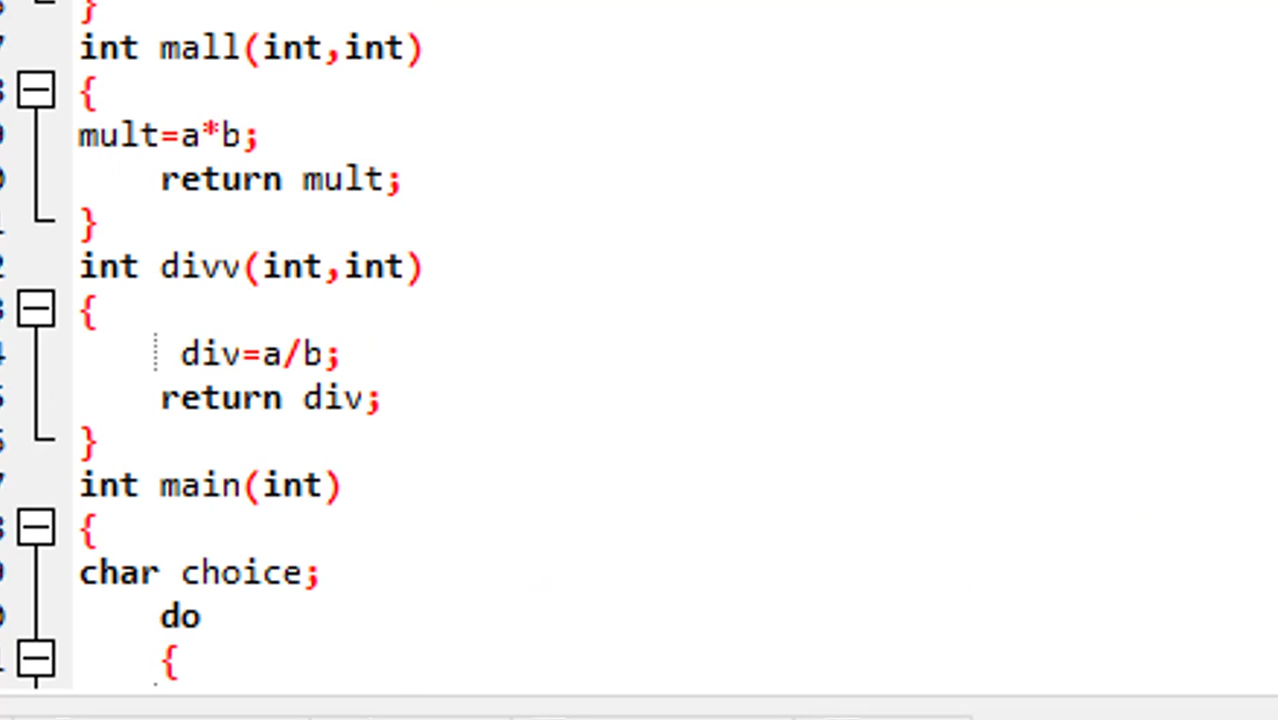 }
int mall(int,int)
{
mult=a*b;
return mult;
}
int divv(int,int)
{
div=a/b;
return div;
}
int main(int)
{
char choice;
do
{